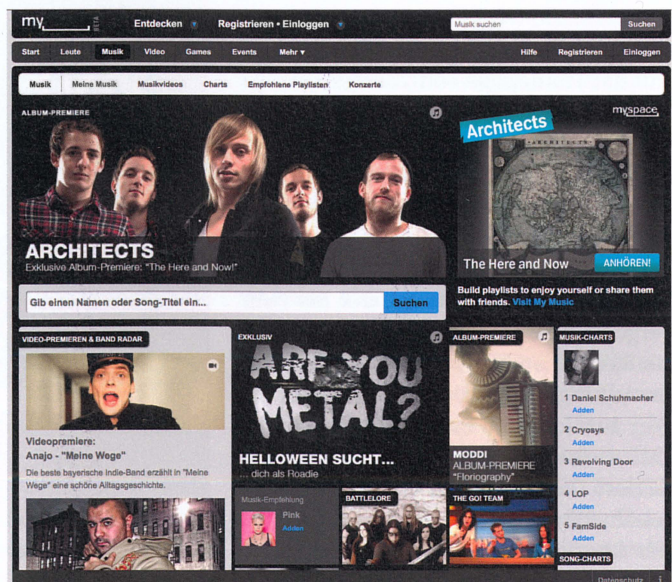 my
BETA
Entdecken
Registrieren • Einloggen
Musik suchen
Suchen
Start
Leute
Musik
Video
Games
Events
Mehr ▾
Hilfe
Registrieren
Einloggen
Musik
Meine Musik
Musikvideos
Charts
Empfohlene Playlisten
Konzerte
ALBUM-PREMIERE
ARCHITECTS
Exklusive Album-Premiere: "The Here and Now!"
myspace
Architects
ARCHITECTS
The Here and Now
ANHÖREN!
Gib einen Namen oder Song-Titel ein...
Suchen
Build playlists to enjoy yourself or share them
with friends. Visit My Music
VIDEO-PREMIEREN & BAND RADAR
Videopremiere:
Anajo - "Meine Wege"
Die beste bayerische Indie-Band erzählt in "Meine
Wege" eine schöne Alltagsgeschichte.
EXKLUSIV
ARE YOU
METAL?
HELLOWEEN SUCHT...
... dich als Roadie
Musik-Empfehlung
Pink
Adden
BATTLELORE
ALBUM-PREMIERE
MODDI
ALBUM-PREMIERE
"Floriography"
THE GO! TEAM
MUSIK-CHARTS
1 Daniel Schuhmacher
Adden
2 Cryosys
Adden
3 Revolving Door
Adden
4 LOP
Adden
5 FamSide
Adden
SONG-CHARTS
Datenschutz